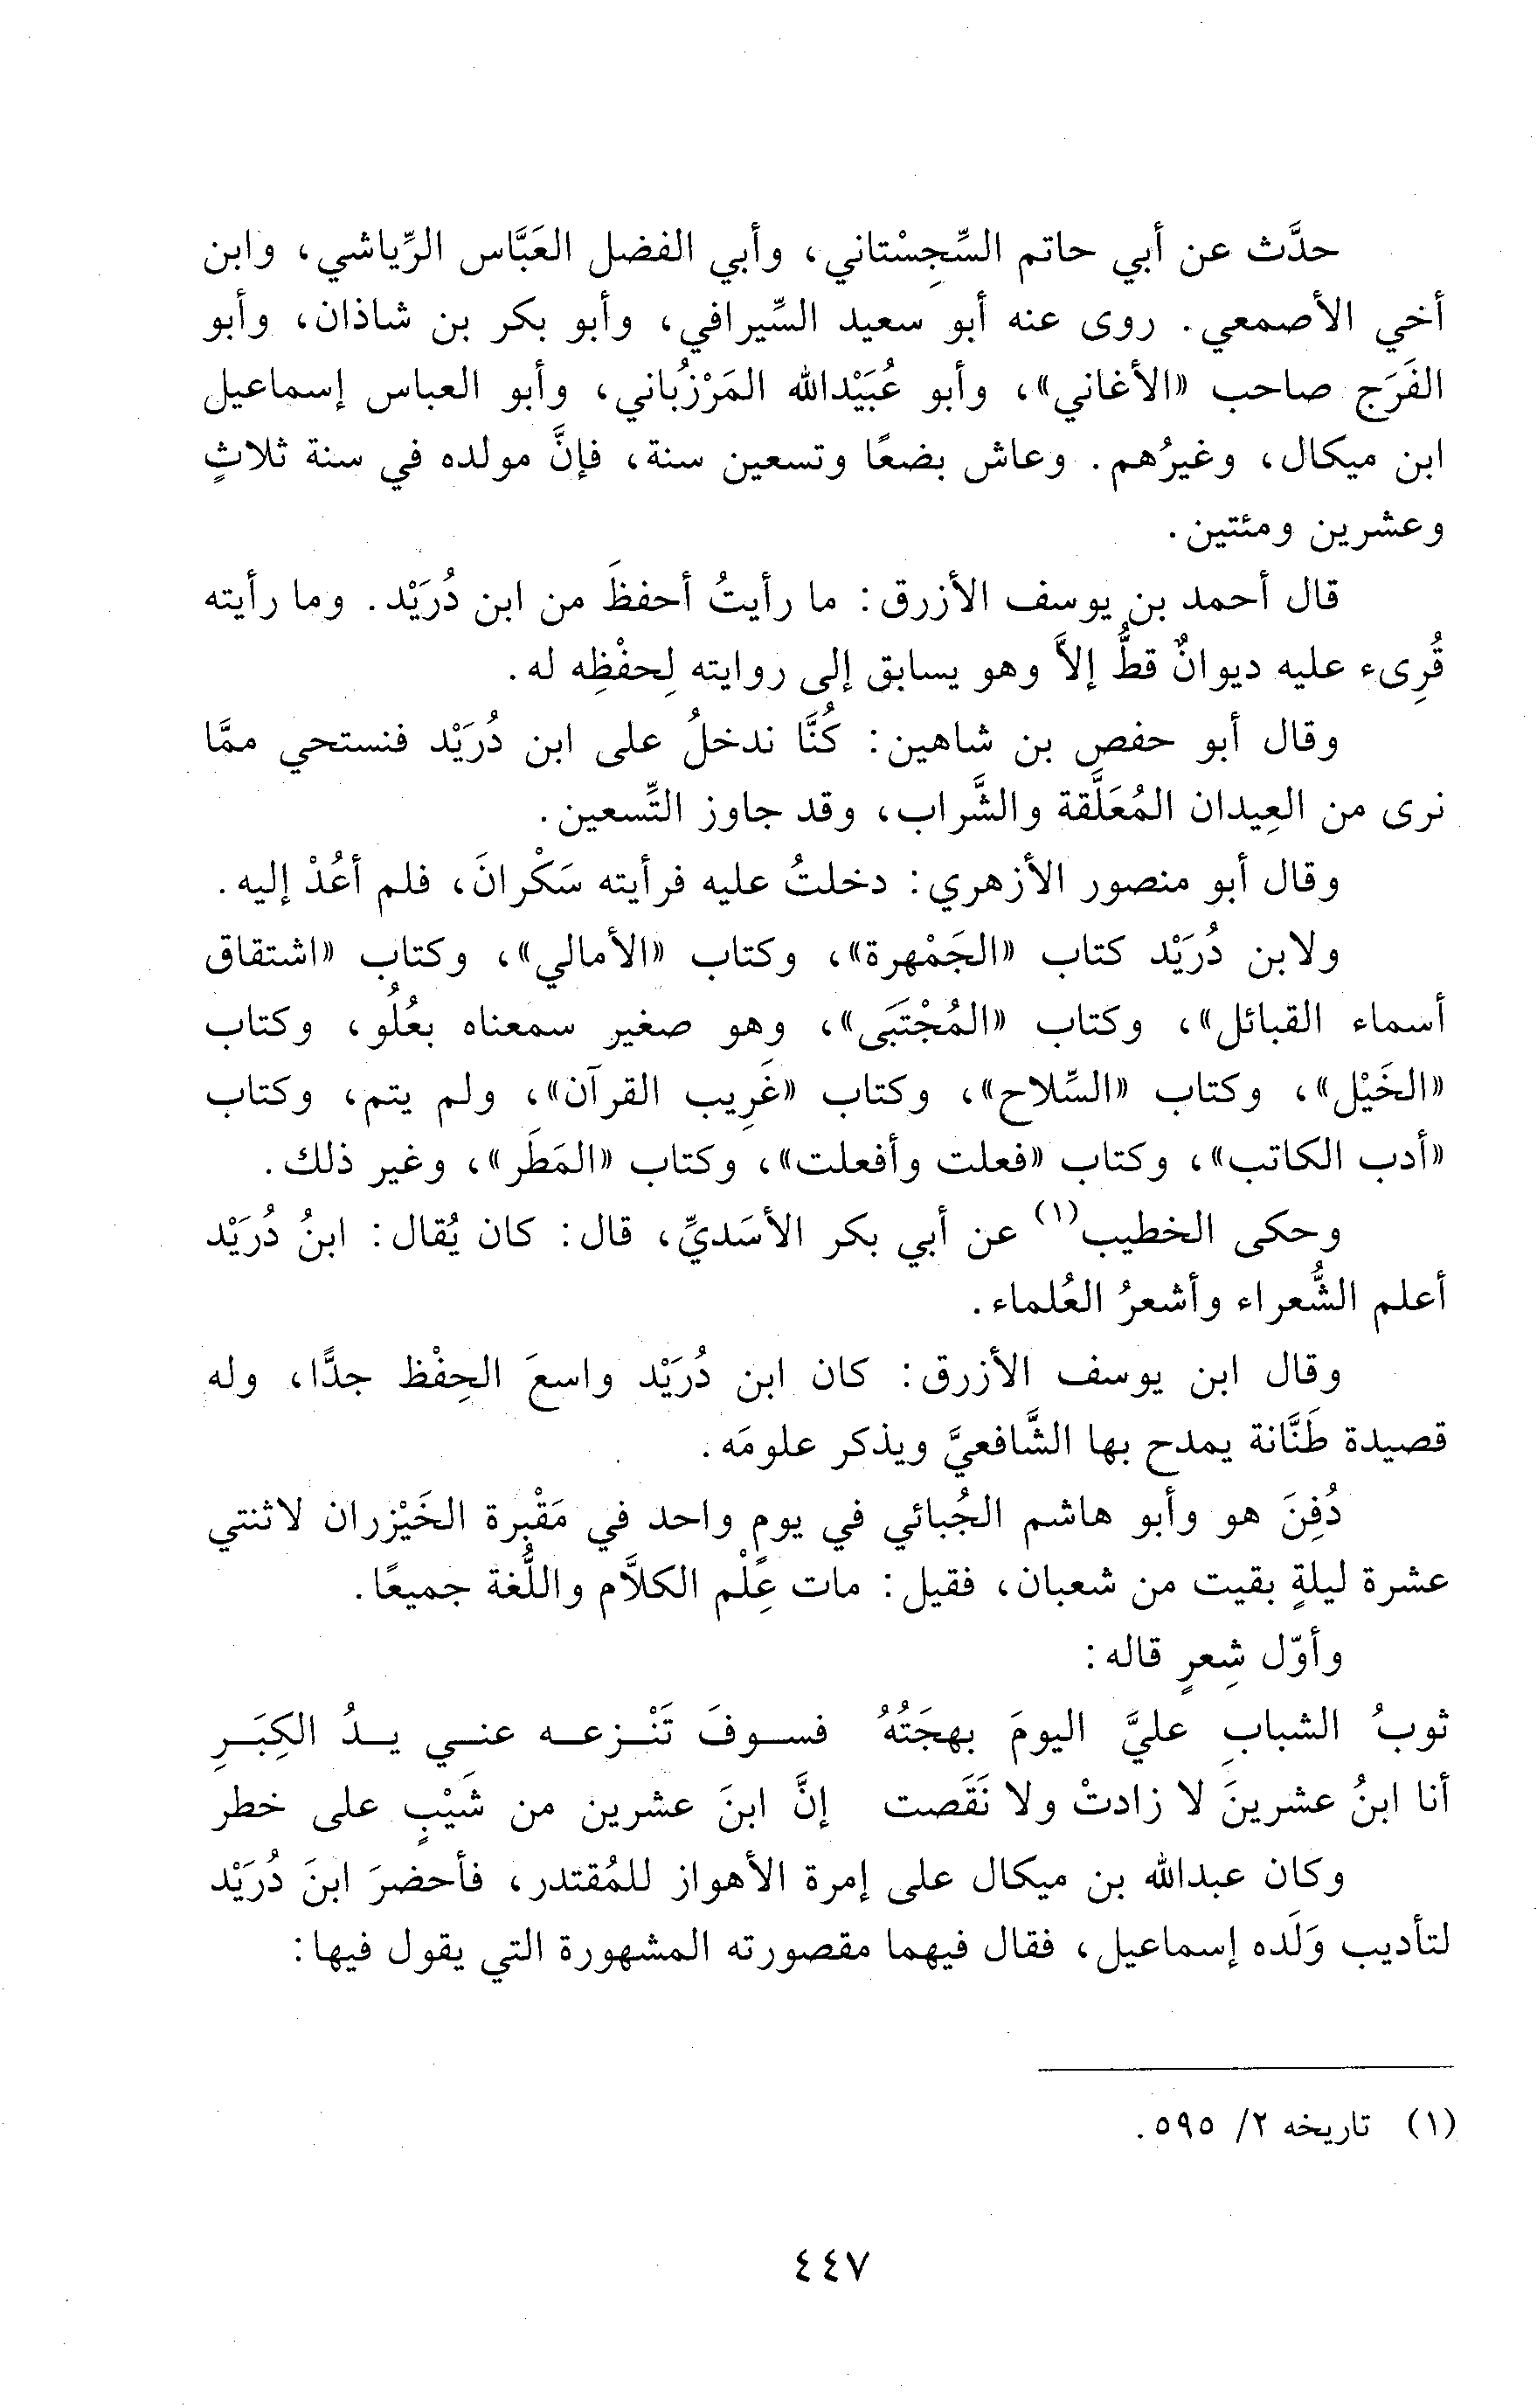 حدَّث عن أبي حاتم السِّجِسْتاني، وأبي الفضل العَبَّاس الرِّياشي، وابن
أخي الأصمعي. روى عنه أبو سعيد السِّيرافي، وأبو بكر بن شاذان، وأبو
الفَرَج صاحب «الأغاني»، وأبو عُبَيْدالله المَرْزُباني، وأبو العباس إسماعيل
ابن ميكال، وغيرُهم. وعاش بضعًا وتسعين سنة، فإنَّ مولده في سنة ثلاثٍ
وعشرين ومئتين.
قال أحمد بن يوسف الأزرق: ما رأيتُ أحفظَ من ابن دُرَيْد. وما رأيته
قُرِىء عليه ديوانٌ قطُّ إلاَّ وهو يسابق إلى روايته لِحفْظِه له.
وقال أبو حفص بن شاهين: كُنَّا ندخلُ على ابن دُرَيْد فنستحي ممَّا
نرى من العِيدان المُعَلَّقة والشَّراب، وقد جاوز التِّسعين.
وقال أبو منصور الأزهري: دخلتُ عليه فرأيته سَكْرانَ، فلم أعُدْ إليه.
ولابن دُرَيْد كتاب «الجَمْهرة»، وكتاب «الأمالي»، وكتاب «اشتقاق
أسماء القبائل»، وكتاب «المُجْتَبَى»، وهو صغير سمعناه بعُلُو، وكتاب
«الخَيْل»، وكتاب «السِّلاح»، وكتاب «غَرِيب القرآن»، ولم يتم، وكتاب
«أدب الكاتب»، وكتاب «فعلت وأفعلت»، وكتاب «المَطَر»، وغير ذلك.
وحكى الخطيب(١) عن أبي بكر الأسَديِّ، قال: كان يُقال: ابنُ دُرَيْد
أعلم الشُّعراء وأشعرُ العُلماء.
وقال ابن يوسف الأزرق: كان ابن دُرَيْد واسعَ الحِفْظ جدًّا، وله
قصيدة طَنَّانة يمدح بها الشَّافعيَّ ويذكر علومَه.
دُفِنَ هو وأبو هاشم الجُبائي في يومٍ واحد في مَقْبرة الخَيْزران لاثنتي
عشرة ليلةٍ بقيت من شعبان، فقيل: مات عِلْم الكلاَّم واللُّغة جميعًا.
وأوّل شِعرٍ قاله:
ثوبُ الشبابِ عليَّ اليومَ بهجَتُهُ فسوفَ تَنْزعه عني يدُ الكِبَرِ
أنا ابنُ عشرينَ لا زادتْ ولا نَقَصت إنَّ ابنَ عشرين من شَيْبٍ على خطر
وكان عبدالله بن ميكال على إمرة الأهواز للمُقتدر، فأحضرَ ابنَ دُرَيْد
لتأديب وَلَده إسماعيل، فقال فيهما مقصورته المشهورة التي يقول فيها:
(١) تاريخه ٢/ ٥٩٥.
٤٤٧